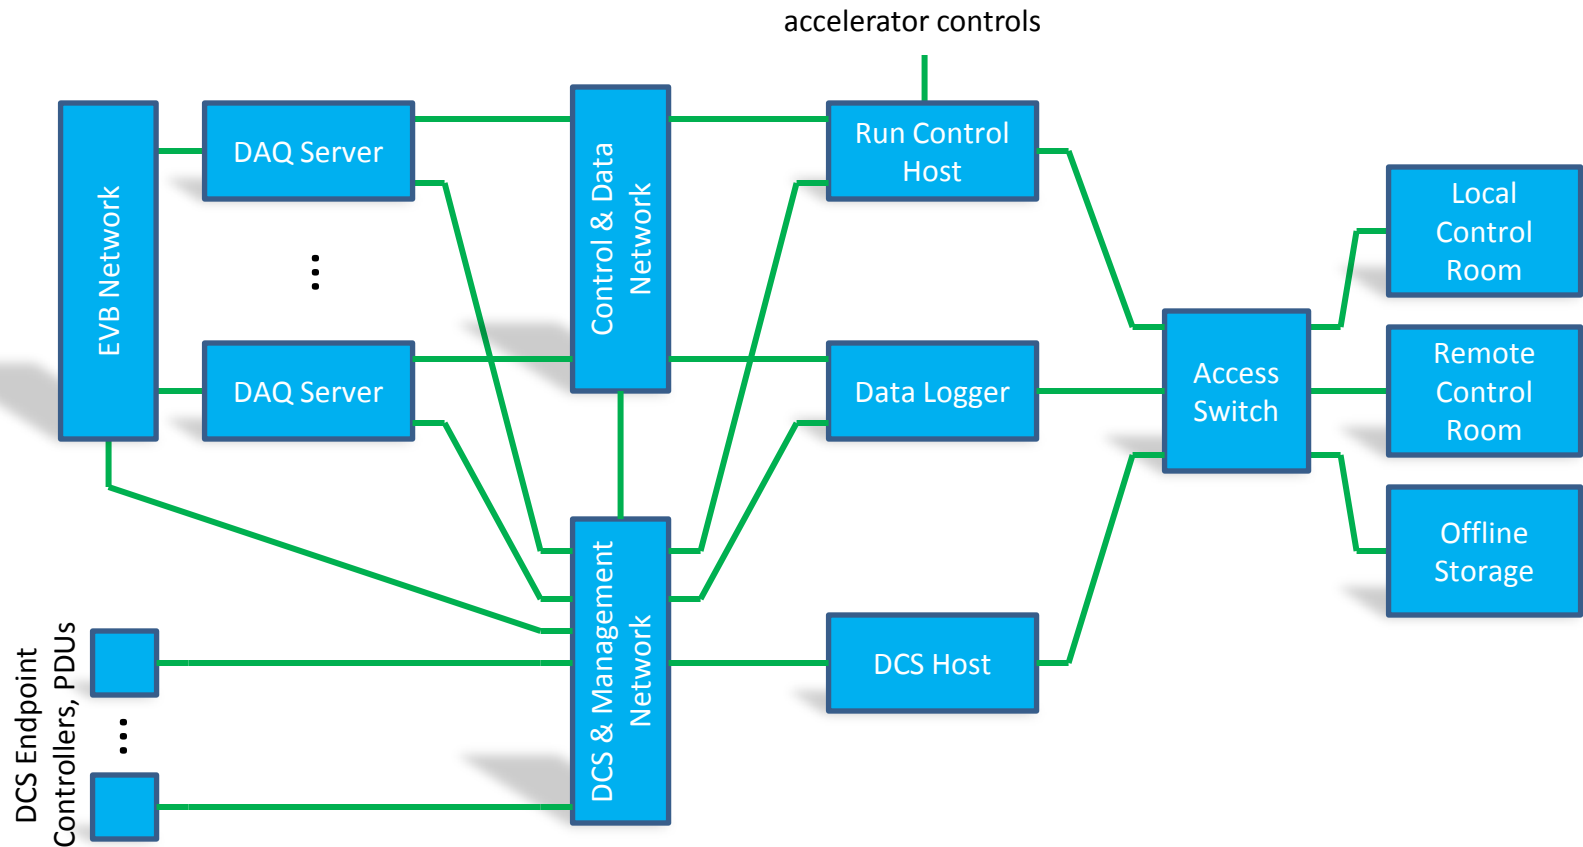 accelerator controls
EVB Network
DAQ Server
DAQ Server
Control & Data
Network
Run Control
Host
Data Logger
Access
Switch
Local
Control
Room
Remote
Control
Room
Offline
Storage
DCS & Management
Network
DCS Host
DCS Endpoint
Controllers, PDUs